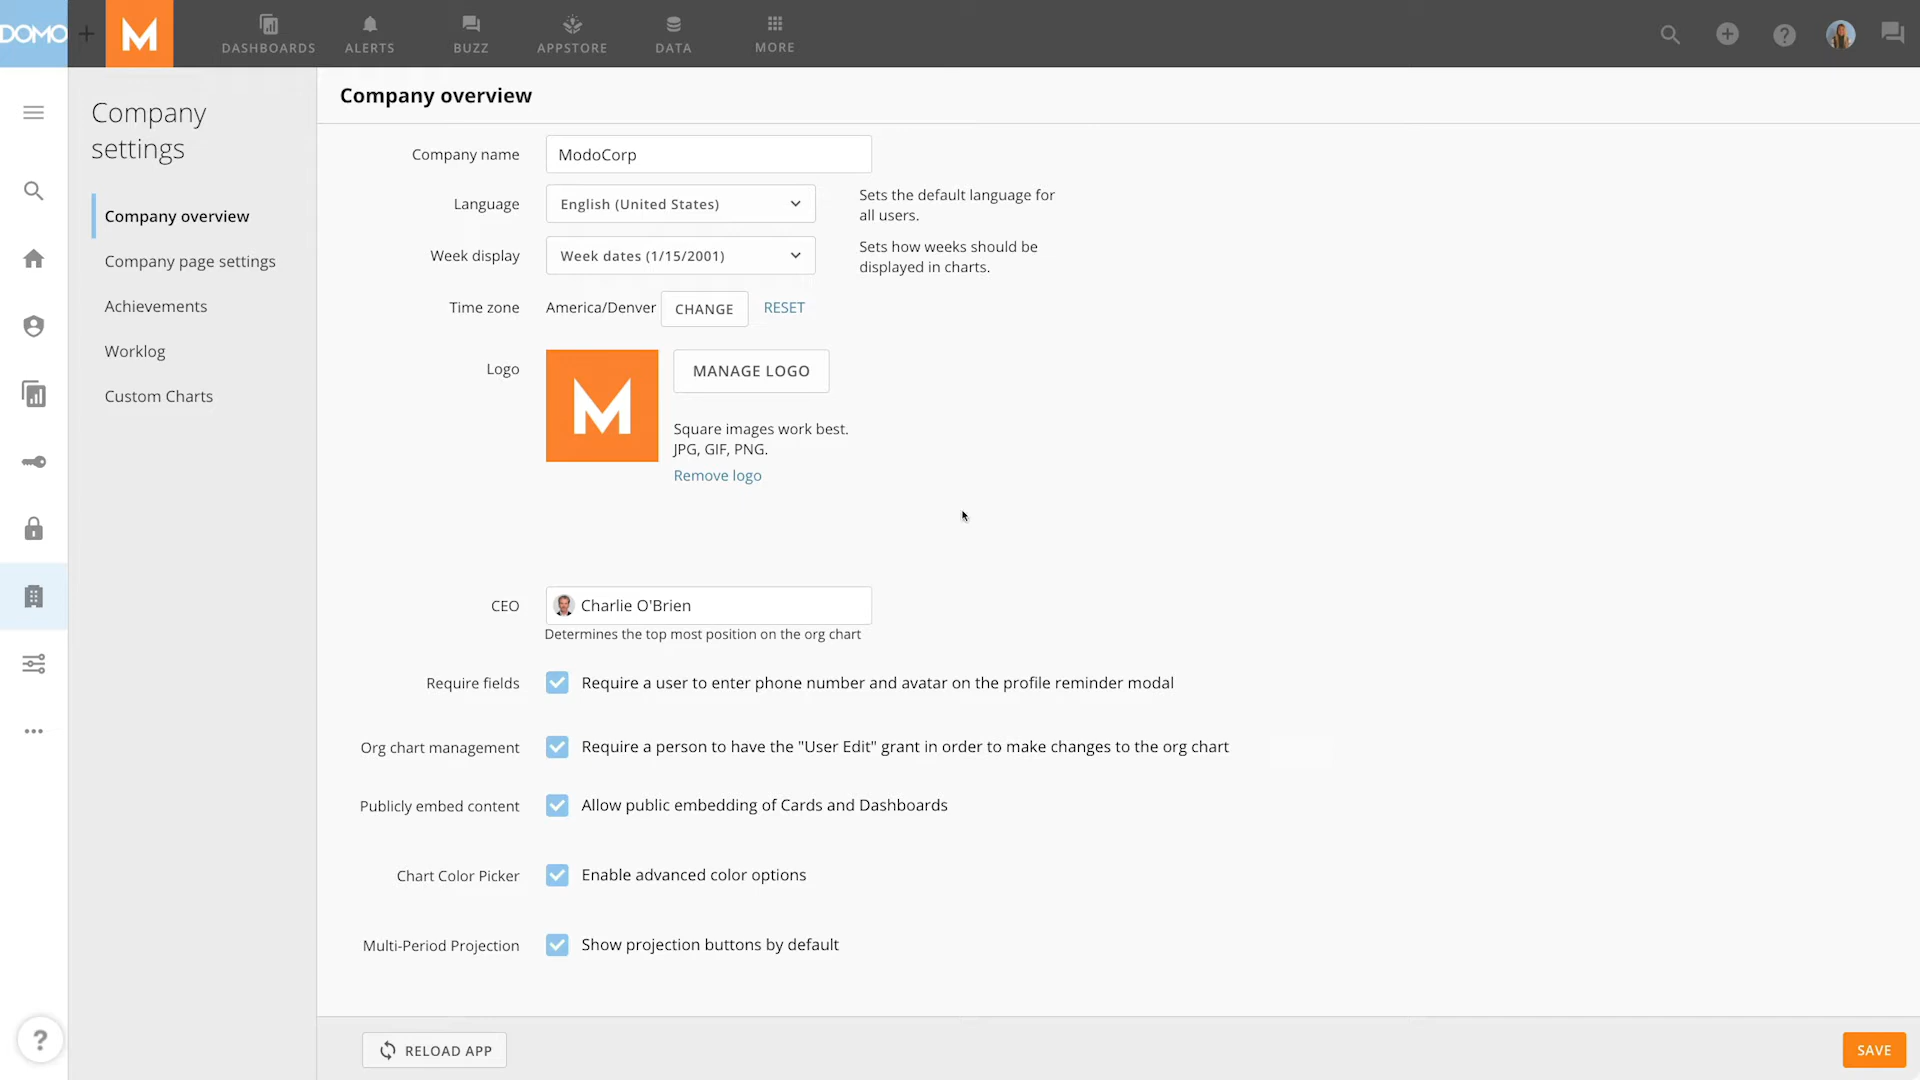 DOMO
+
M
DASHBOARDS
ALERTS
BUZZ
APPSTORE
DATA
MORE
Company
settings
Company overview
Company page settings
Achievements
Worklog
Custom Charts
Company overview
Company name
ModoCorp
Language
English (United States)
Sets the default language for
all users.
Week display
Week dates (1/15/2001)
Sets how weeks should be
displayed in charts.
Time zone
America/Denver
CHANGE
RESET
Logo
M
MANAGE LOGO
Square images work best.
JPG, GIF, PNG.
Remove logo
CEO
Charlie O'Brien
Determines the top most position on the org chart
Require fields
Require a user to enter phone number and avatar on the profile reminder modal
Org chart management
Require a person to have the "User Edit" grant in order to make changes to the org chart
Publicly embed content
Allow public embedding of Cards and Dashboards
Chart Color Picker
Enable advanced color options
Multi-Period Projection
Show projection buttons by default
?
RELOAD APP
SAVE